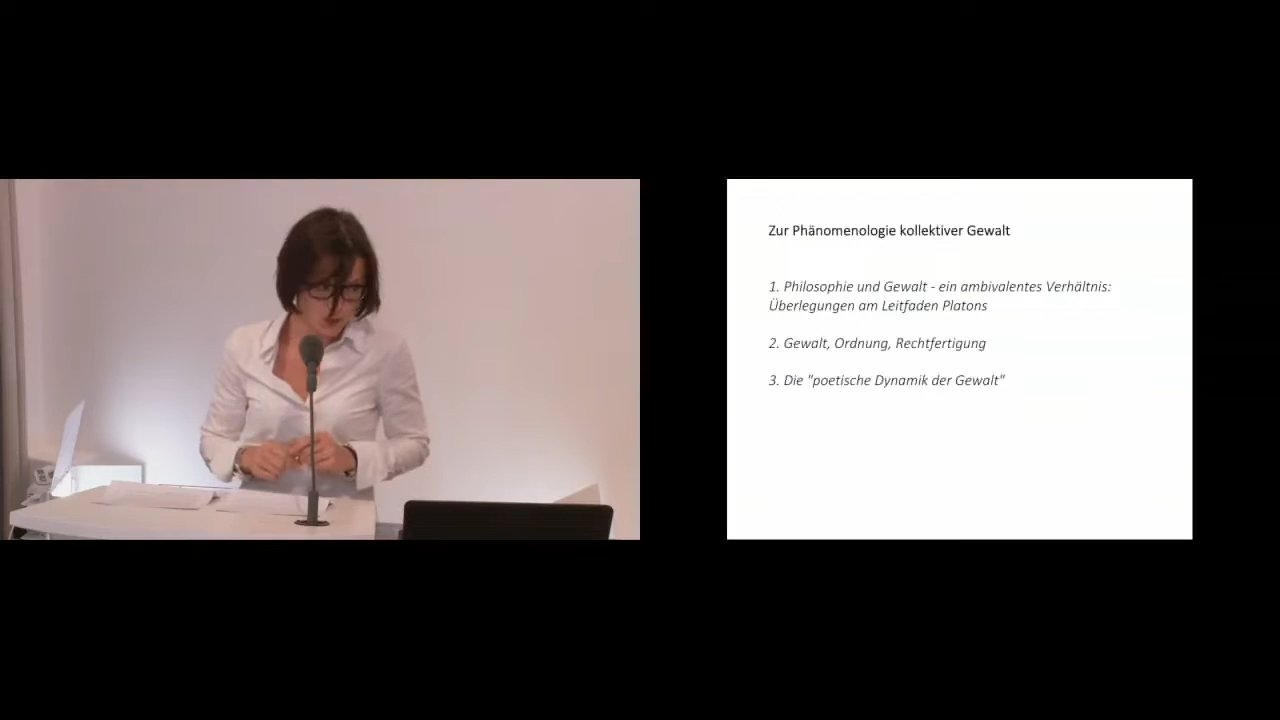 Zur Phänomenologie kollektiver Gewalt
1. Philosophie und Gewalt - ein ambivalentes Verhältnis:
Überlegungen am Leitfaden Platons
2. Gewalt, Ordnung, Rechtfertigung
3. Die "poetische Dynamik der Gewalt"